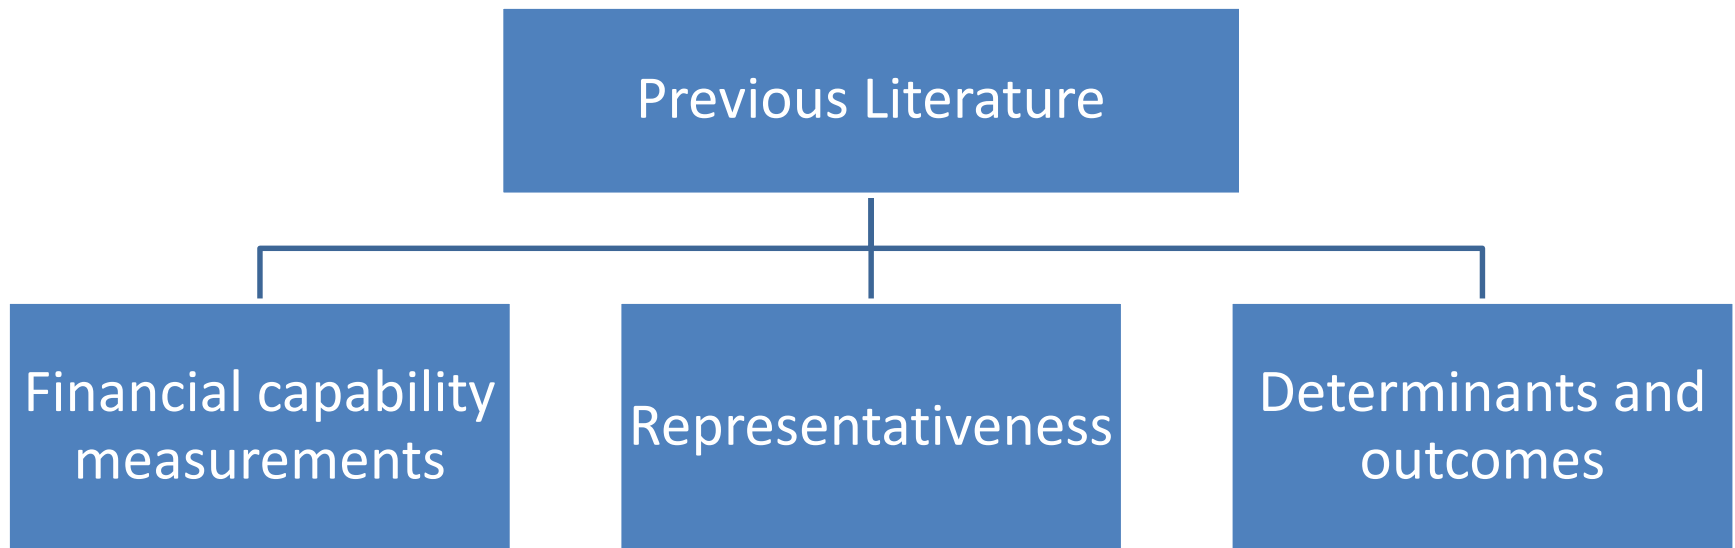 Previous Literature
Financial capability
measurements
Representativeness
Determinants and
outcomes